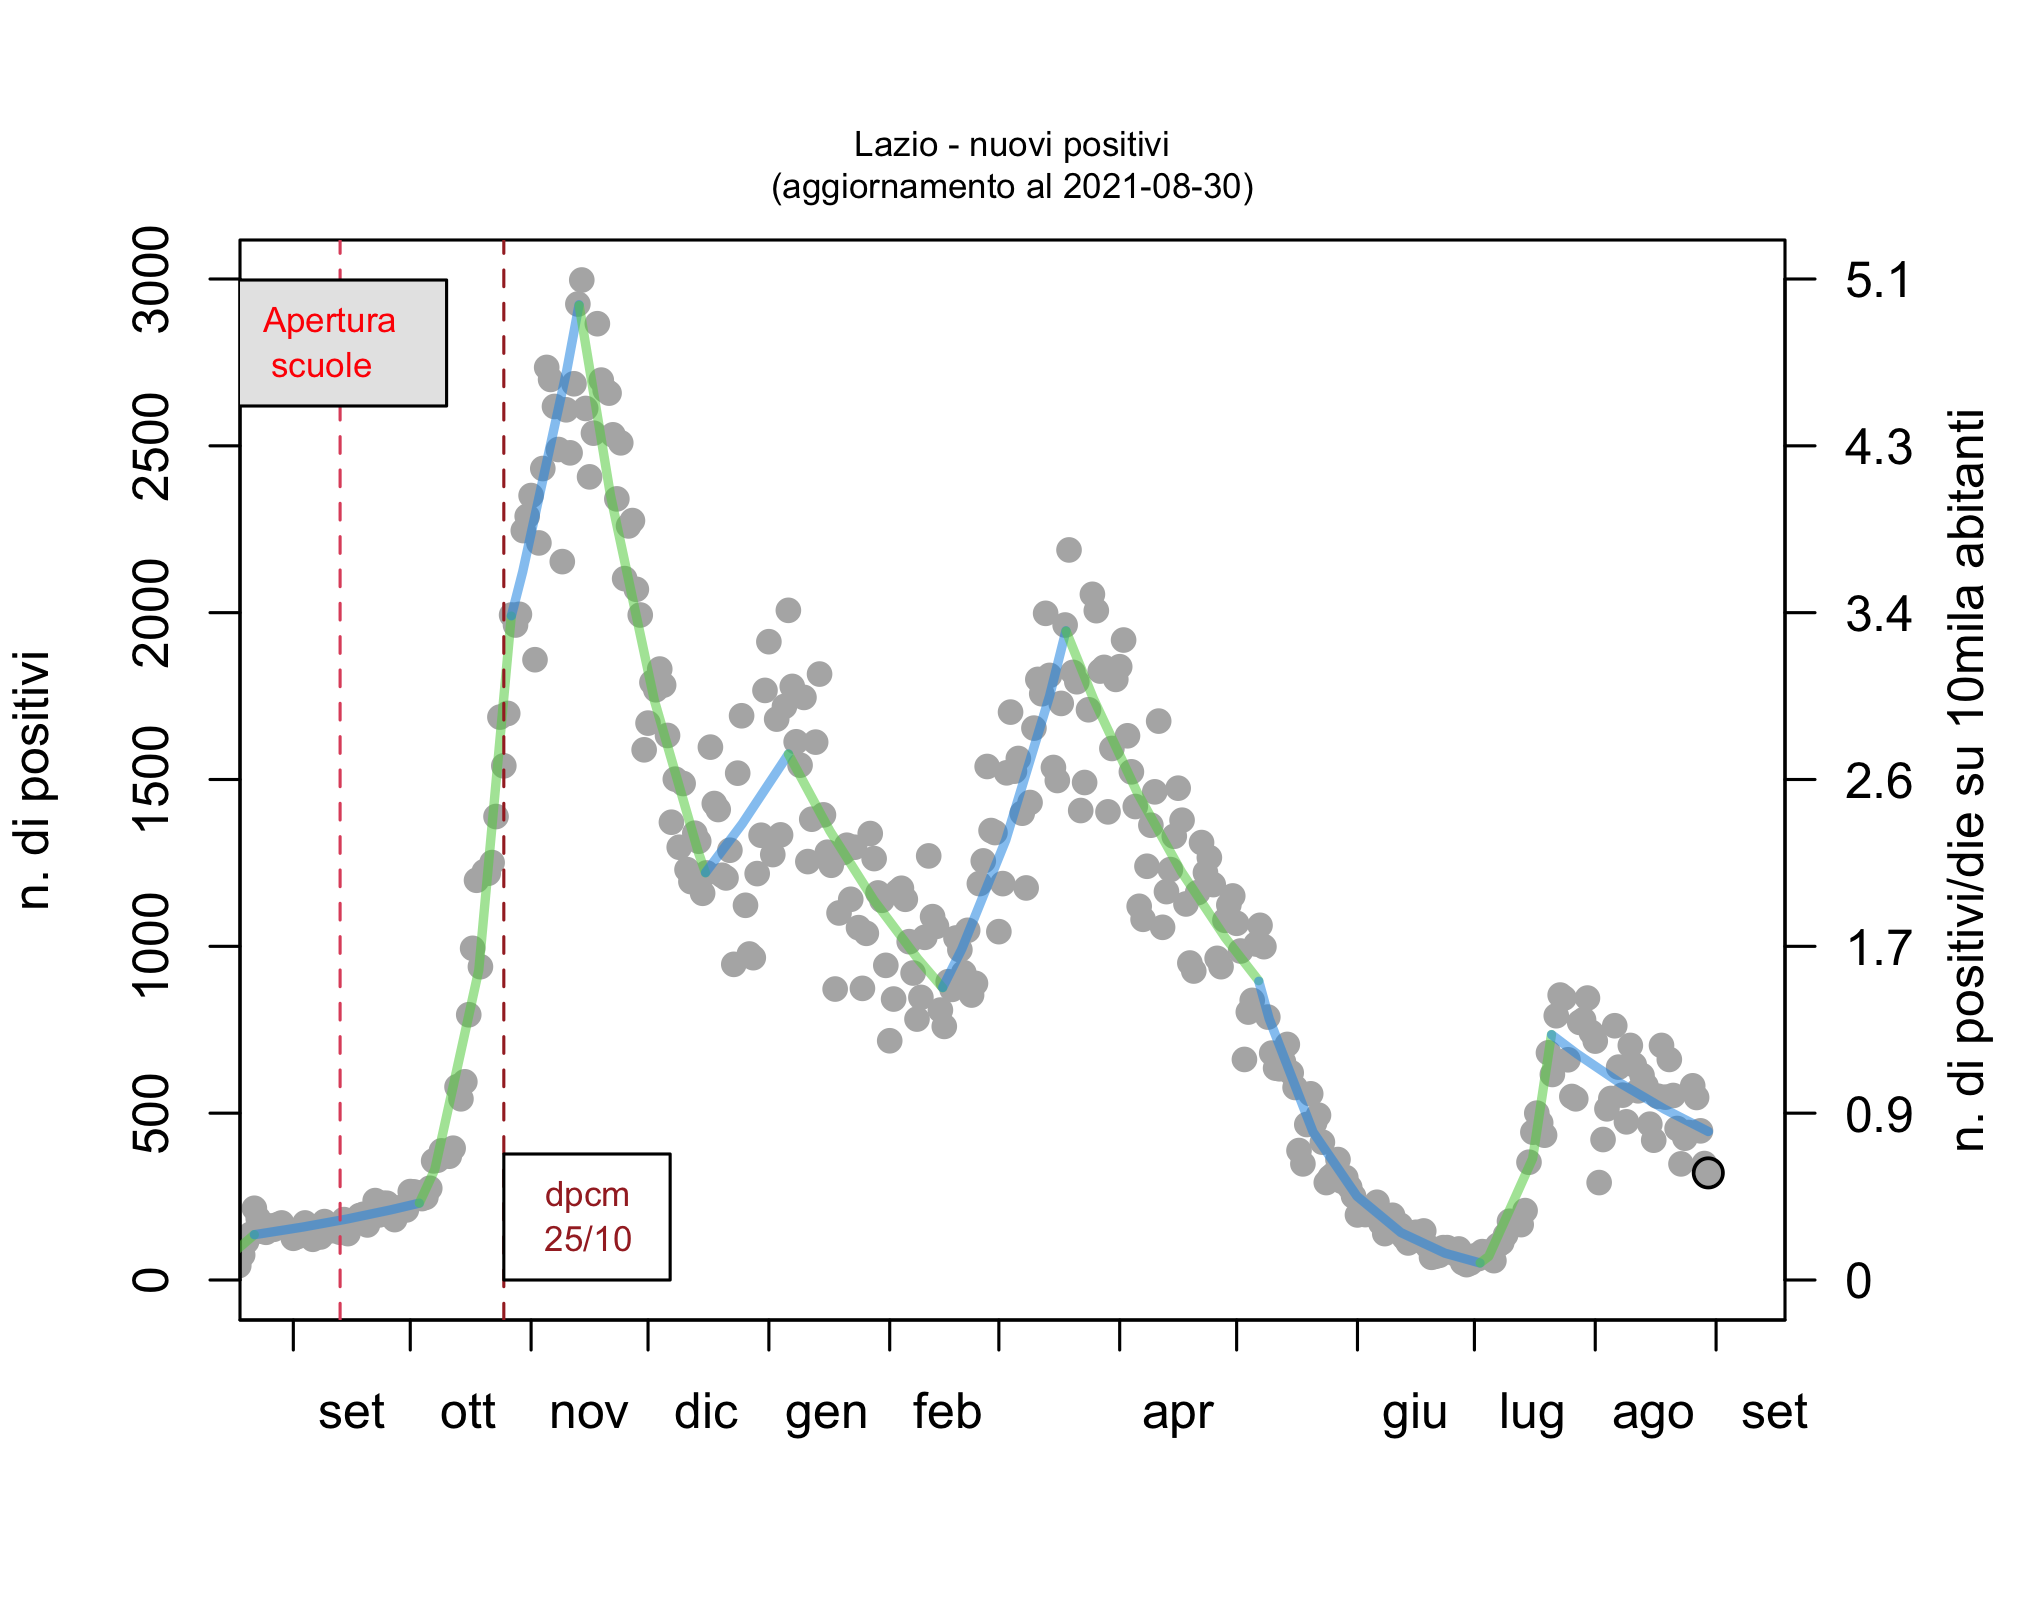 Lazio - nuovi positivi
(aggiornamento al 2021-08-30)
n. di positivi
3000
2500
2000
1500
1000
500
0
Apertura
scuole
dpcm
25/10
5.1
4.3
3.4
2.6
1.7
0.9
0
n. di positivi/die su 10mila abitanti
set ott nov dic gen feb apr giu lug ago set